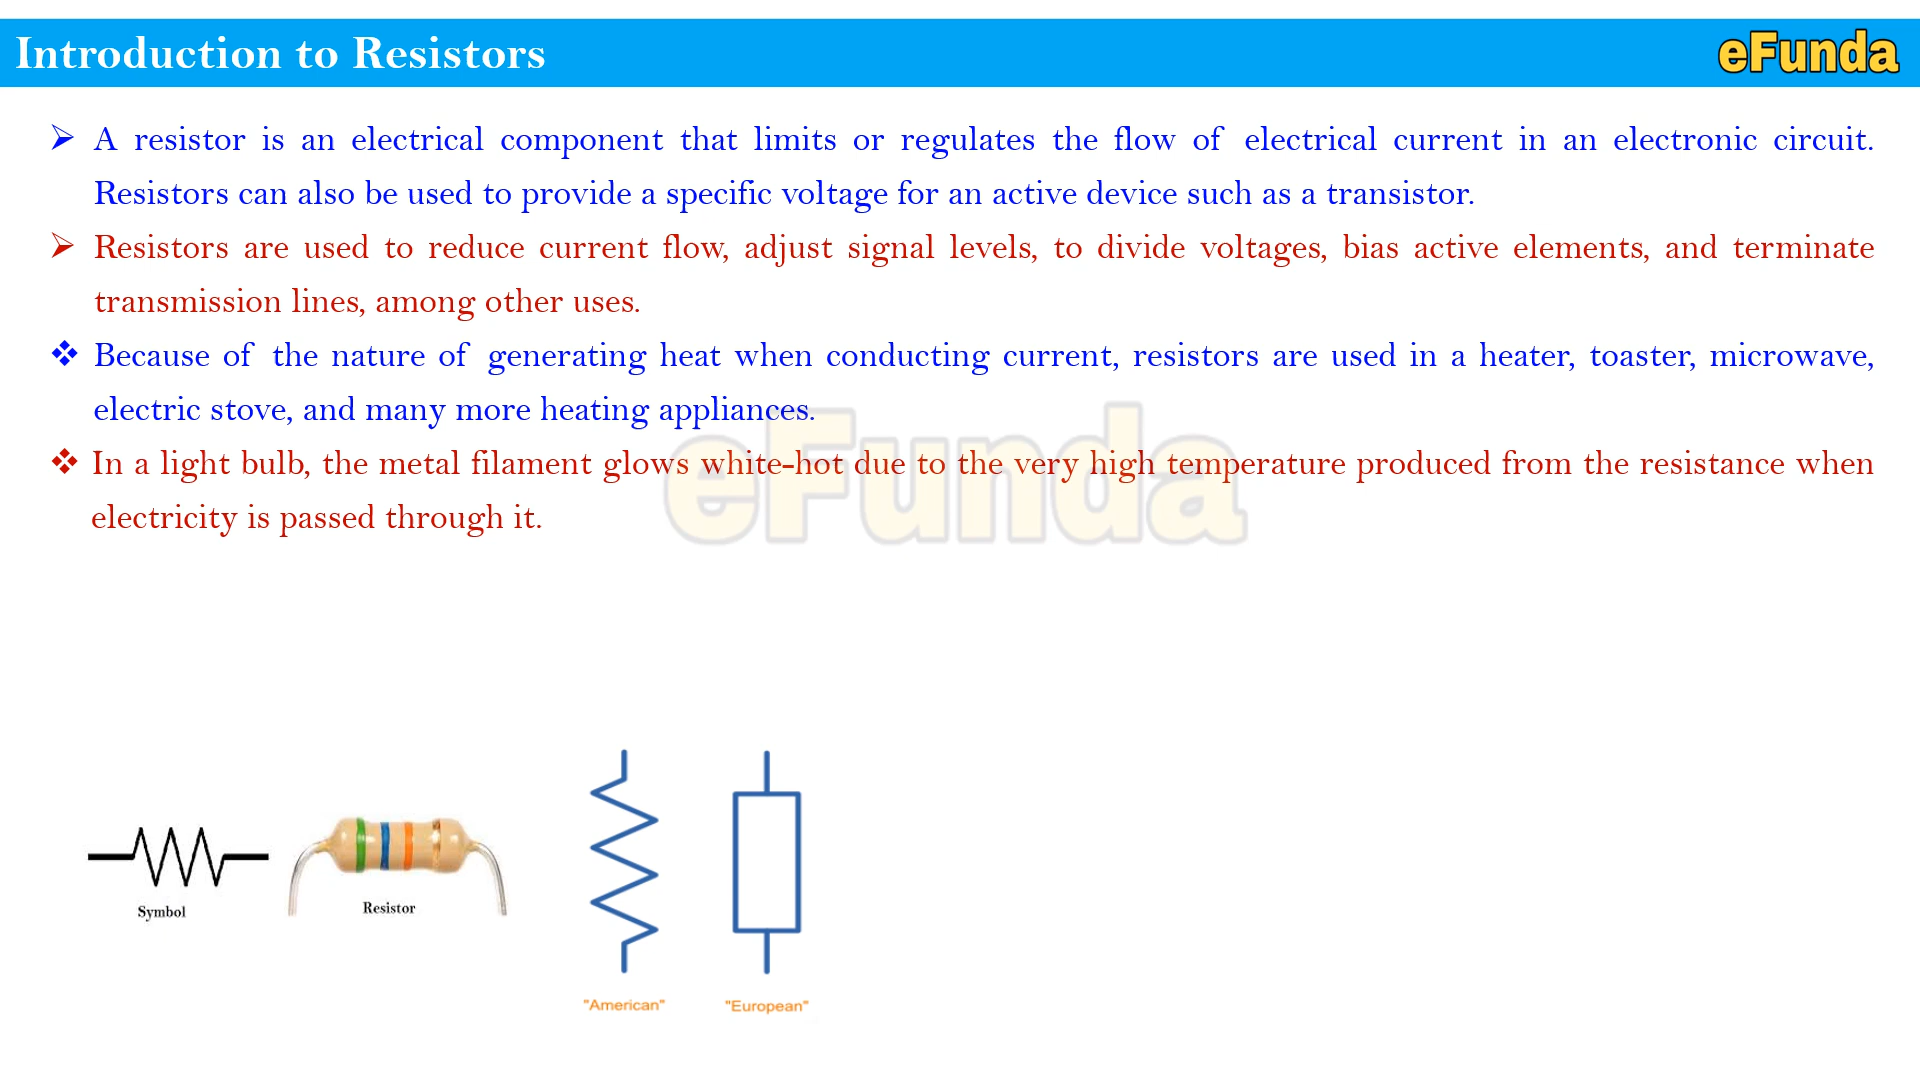 Introduction to Resistors
eFunda
➢ A resistor is an electrical component that limits or regulates the flow of electrical current in an electronic circuit.
Resistors can also be used to provide a specific voltage for an active device such as a transistor.
➢ Resistors are used to reduce current flow, adjust signal levels, to divide voltages, bias active elements, and terminate
transmission lines, among other uses.
❖ Because of the nature of generating heat when conducting current, resistors are used in a heater, toaster, microwave,
electric stove, and many more heating appliances.
❖ In a light bulb, the metal filament glows white-hot due to the very high temperature produced from the resistance when
electricity is passed through it.
eFunda
Symbol
Resistor
"American"
"European"